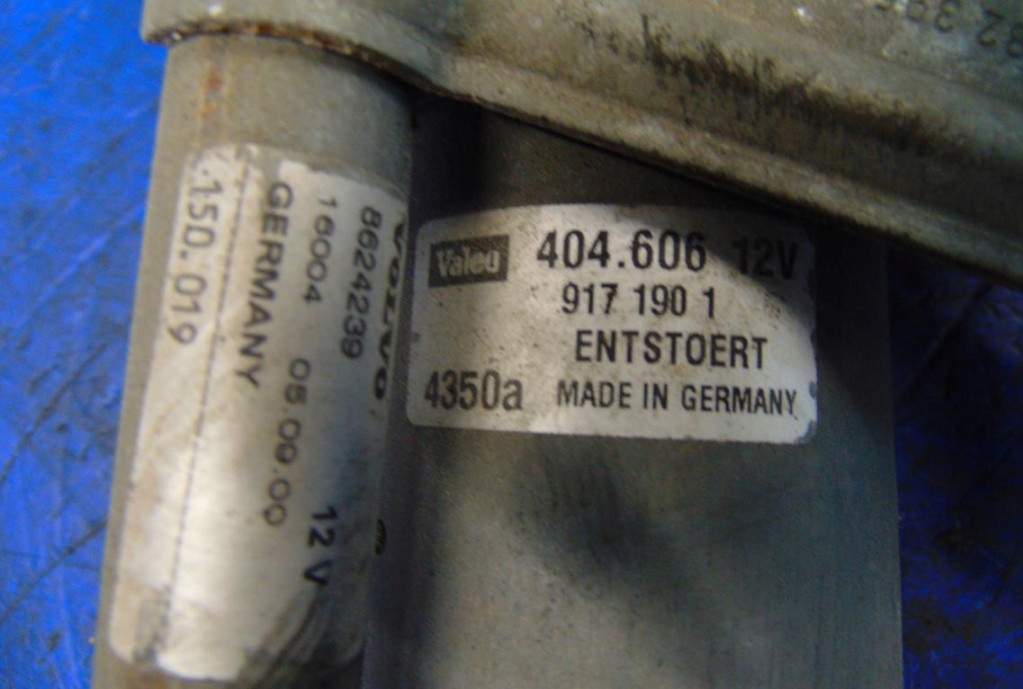 VOLVO
8624239
16004 05.09.00
12 V
GERMANY
.150.019
Valeo 404.606 12V
917 190 1
ENTSTOERT
4350a MADE IN GERMANY